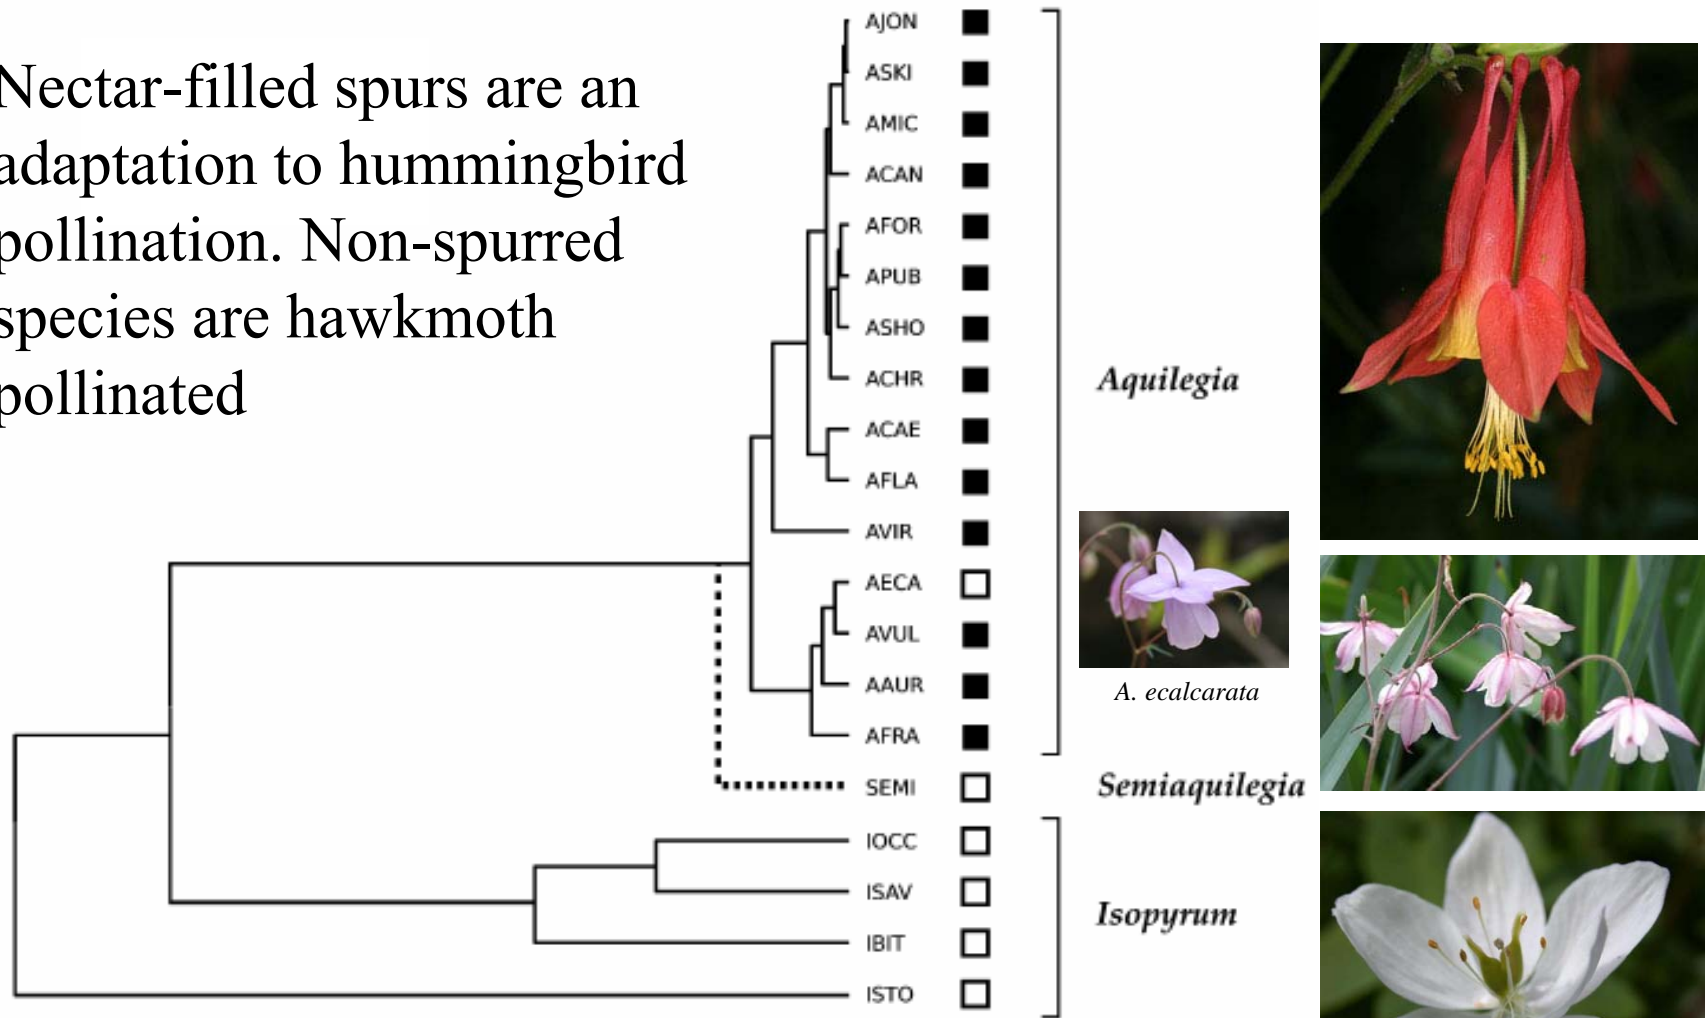 Nectar-filled spurs are an
adaptation to hummingbird
pollination. Non-spurred
species are hawkmoth
pollinated
AJON
ASKI
AMIC
ACAN
AFOR
APUB
ASHO
ACHR
ACAE
AFLA
AVIR
AECA
AVUL
AAUR
AFRA
SEMI
IOCC
ISAV
IBIT
ISTO
Aquilegia
A. ecalcarata
Semiaquilegia
Isopyrum